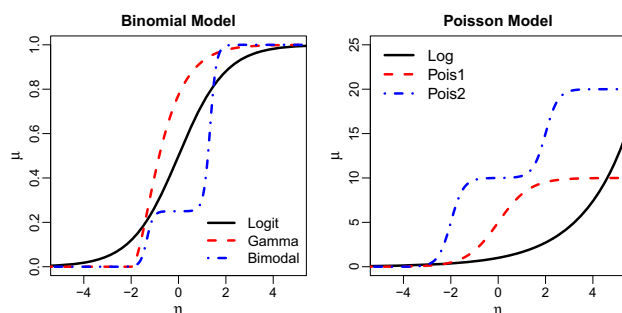 Binomial Model
μ
1.0
0.8
0.6
0.4
0.2
0.0
Logit
Gamma
Bimodal
−4 −2 0 2 4
η
Poisson Model
μ
25
20
15
10
5
0
Log
Pois1
Pois2
−4 −2 0 2 4
η